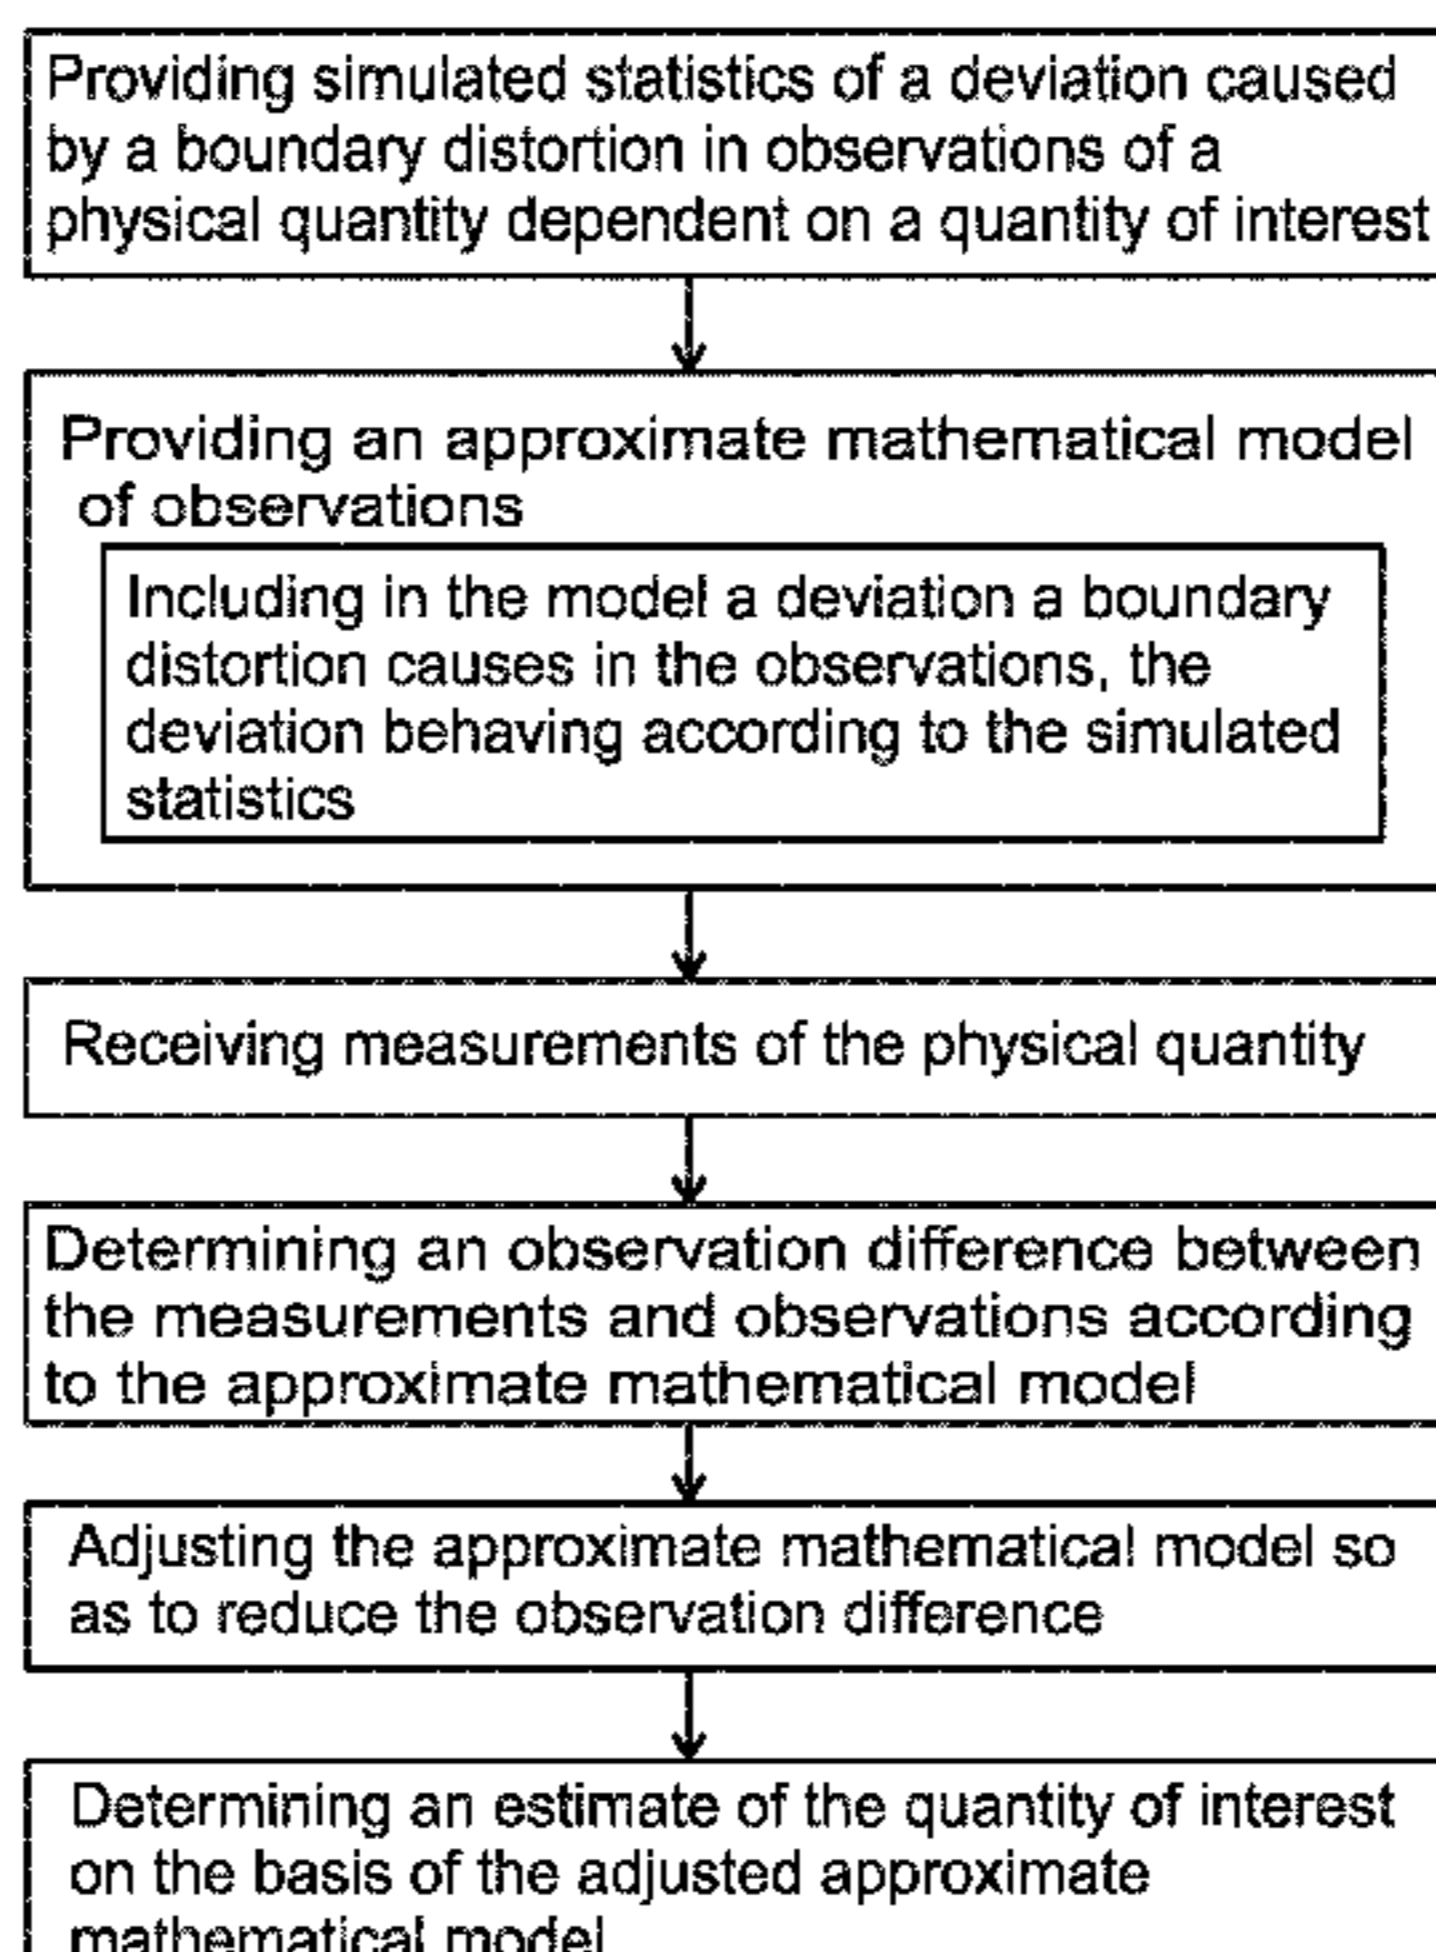 Providing simulated statistics of a deviation caused
by a boundary distortion in observations of a
physical quantity dependent on a quantity of interest
Providing an approximate mathematical model
of observations
Including in the model a deviation a boundary
distortion causes in the observations, the
deviation behaving according to the simulated
statistics
Receiving measurements of the physical quantity
Determining an observation difference between
the measurements and observations according
to the approximate mathematical model
Adjusting the approximate mathematical model so
as to reduce the observation difference
Determining an estimate of the quantity of interest
on the basis of the adjusted approximate
mathematical model